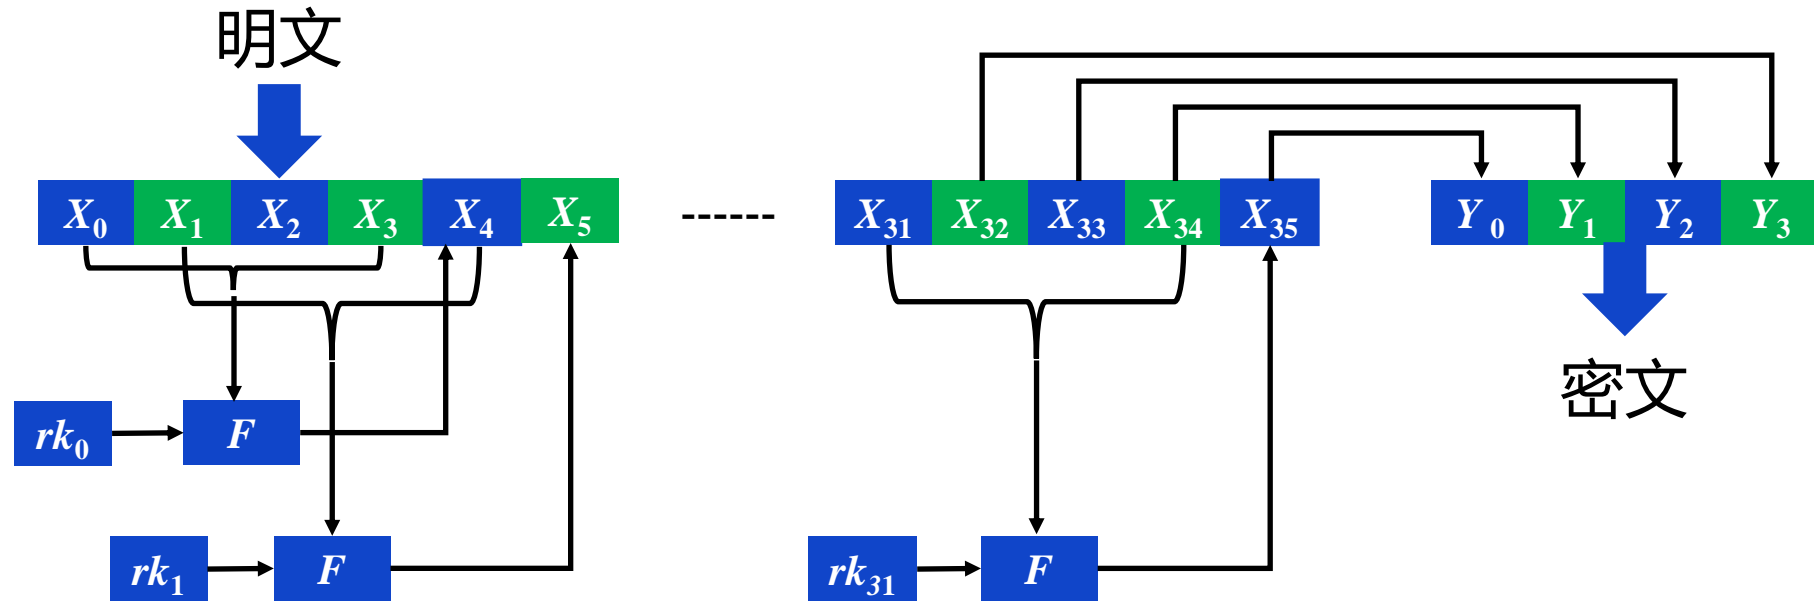 明文
X0 X1 X2 X3 X4 X5 ------ X31 X32 X33 X34 X35 Y0 Y1 Y2 Y3
密文
rk0 F
rk1 F rk31 F